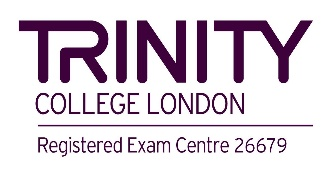 TRINITY
COLLEGE LONDON
Registered Exam Centre 26679